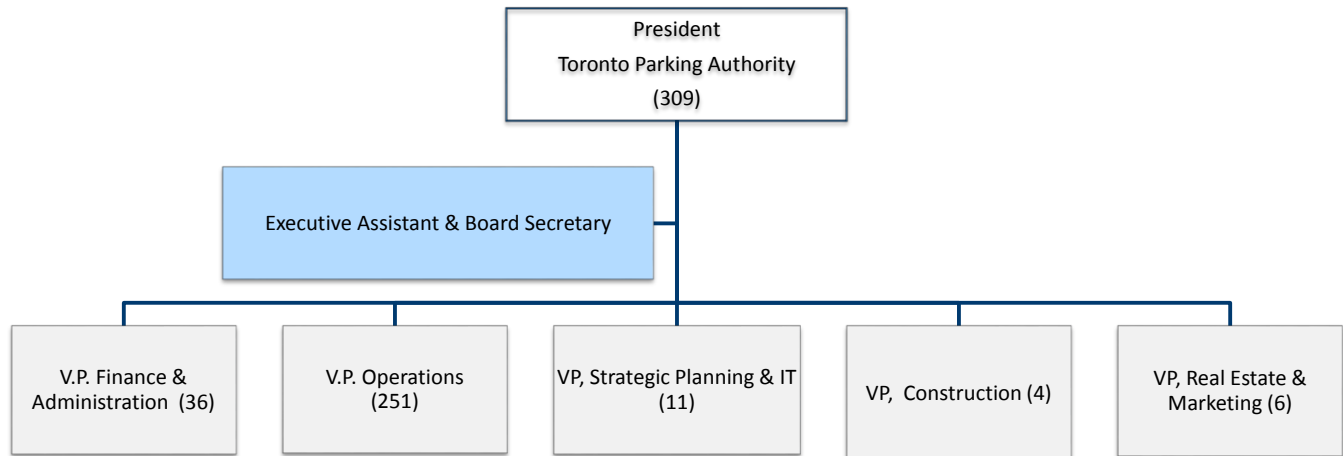 President
Toronto Parking Authority
(309)
Executive Assistant & Board Secretary
V.P. Finance &
Administration (36)
V.P. Operations
(251)
VP, Strategic Planning & IT
(11)
VP, Construction (4)
VP, Real Estate &
Marketing (6)